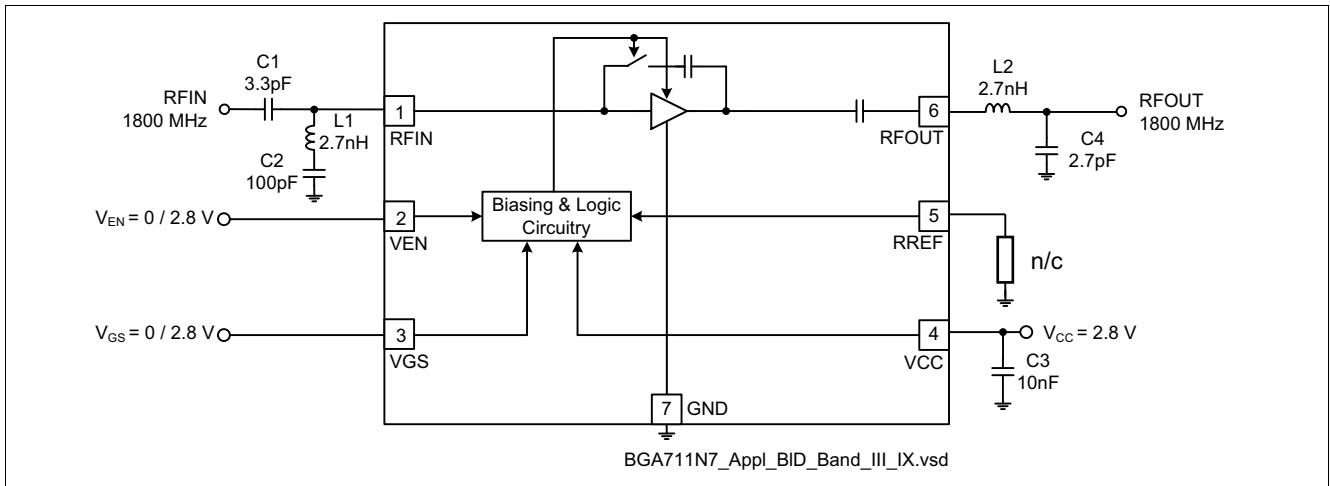 C1
3.3pF
RFIN
1800 MHz
L1
2.7nH
C2
100pF
1
RFIN
6
RFOUT
L2
2.7nH
RFOUT
1800 MHz
C4
2.7pF
V_EN = 0 / 2.8 V
2
VEN
Biasing & Logic
Circuitry
5
RREF
n/c
V_GS = 0 / 2.8 V
3
VGS
4
VCC
V_CC = 2.8 V
C3
10nF
7
GND
BGA711N7_Appl_BlD_Band_III_IX.vsd